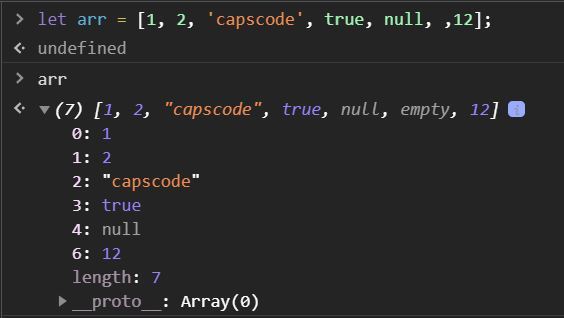 let arr = [1, 2, 'capscode', true, null, ,12];
undefined
arr
(7) [1, 2, "capscode", true, null, empty, 12] i
0: 1
1: 2
2: "capscode"
3: true
4: null
6: 12
length: 7
__proto__: Array(0)